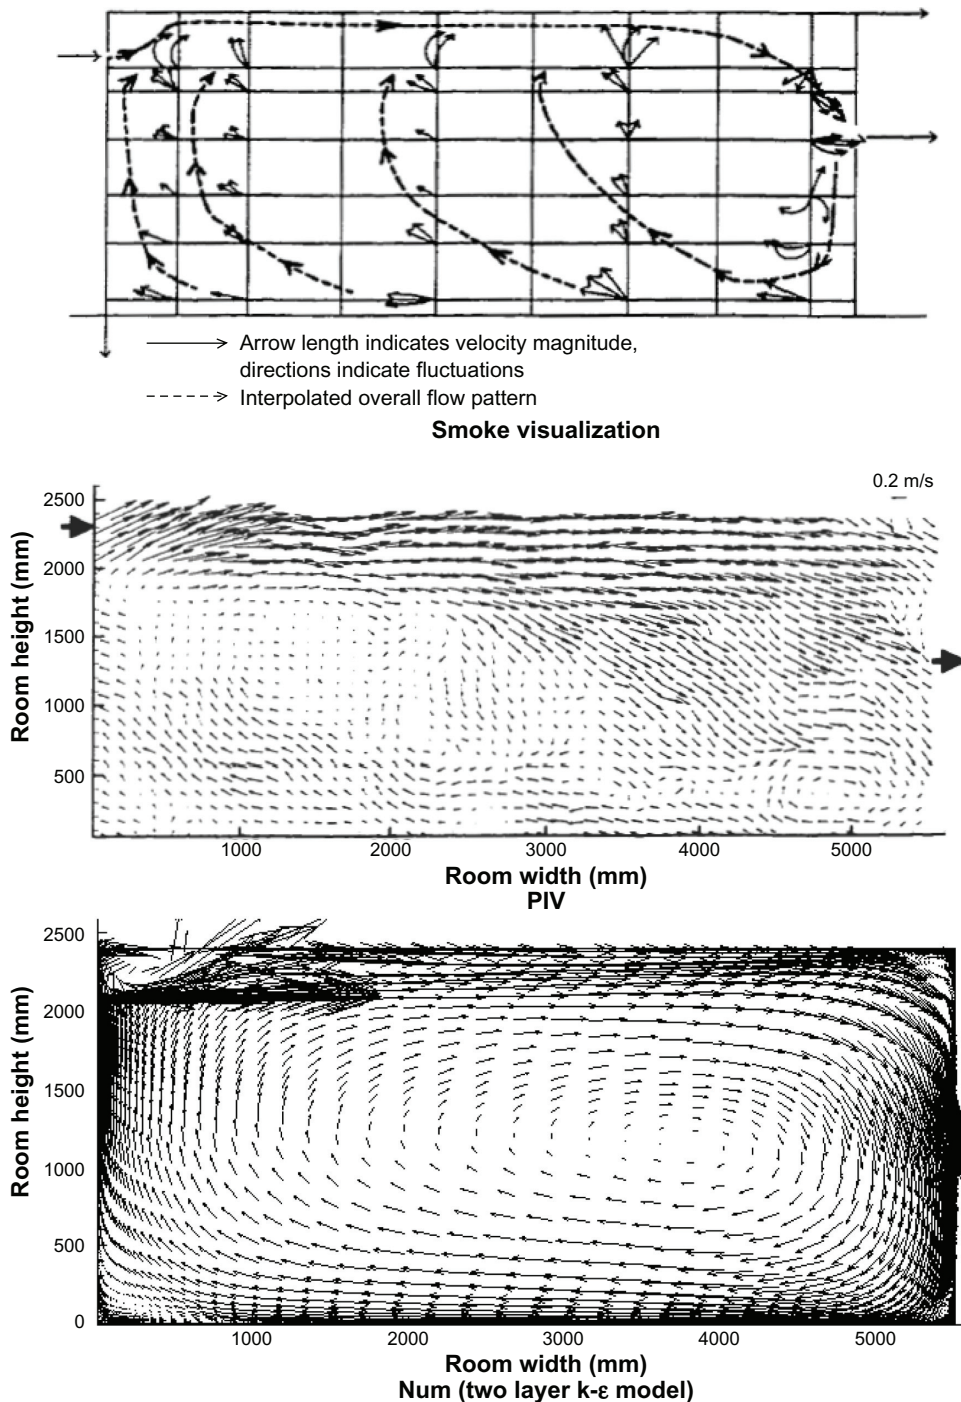 Arrow length indicates velocity magnitude,
directions indicate fluctuations
Interpolated overall flow pattern
Smoke visualization
0.2 m/s
2500
2000
1500
1000
500
Room height (mm)
1000 2000 3000 4000 5000
Room width (mm)
PIV
2500
2000
1500
1000
500
0
Room height (mm)
1000 2000 3000 4000 5000
Room width (mm)
Num (two layer k-ε model)